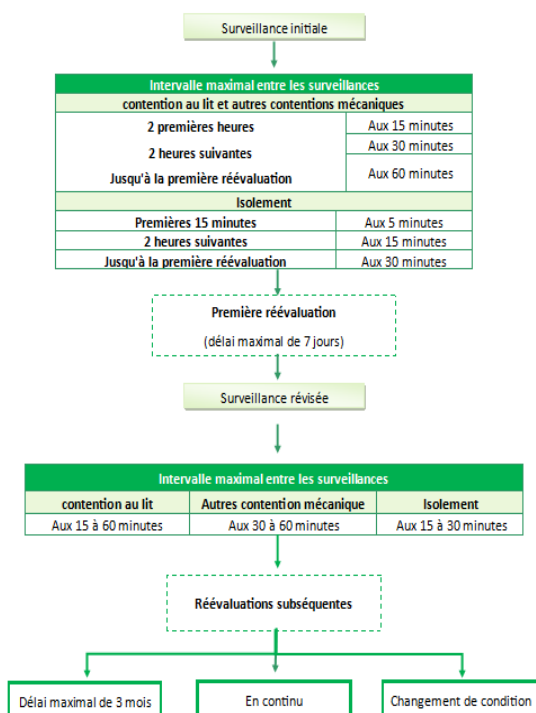 Surveillance initiale
Intervalle maximal entre les surveillances
contention au lit et autres contentions mécaniques
2 premières heures Aux 15 minutes
2 heures suivantes Aux 30 minutes
Jusqu'à la première réévaluation Aux 60 minutes
Isolement
Premières 15 minutes Aux 5 minutes
2 heures suivantes Aux 15 minutes
Jusqu'à la première réévaluation Aux 30 minutes
Première réévaluation
(délai maximal de 7 jours)
Surveillance révisée
Intervalle maximal entre les surveillances
contention au lit Autres contention mécanique Isolement
Aux 15 à 60 minutes Aux 30 à 60 minutes Aux 15 à 30 minutes
Réévaluations subséquentes
Délai maximal de 3 mois En continu Changement de condition